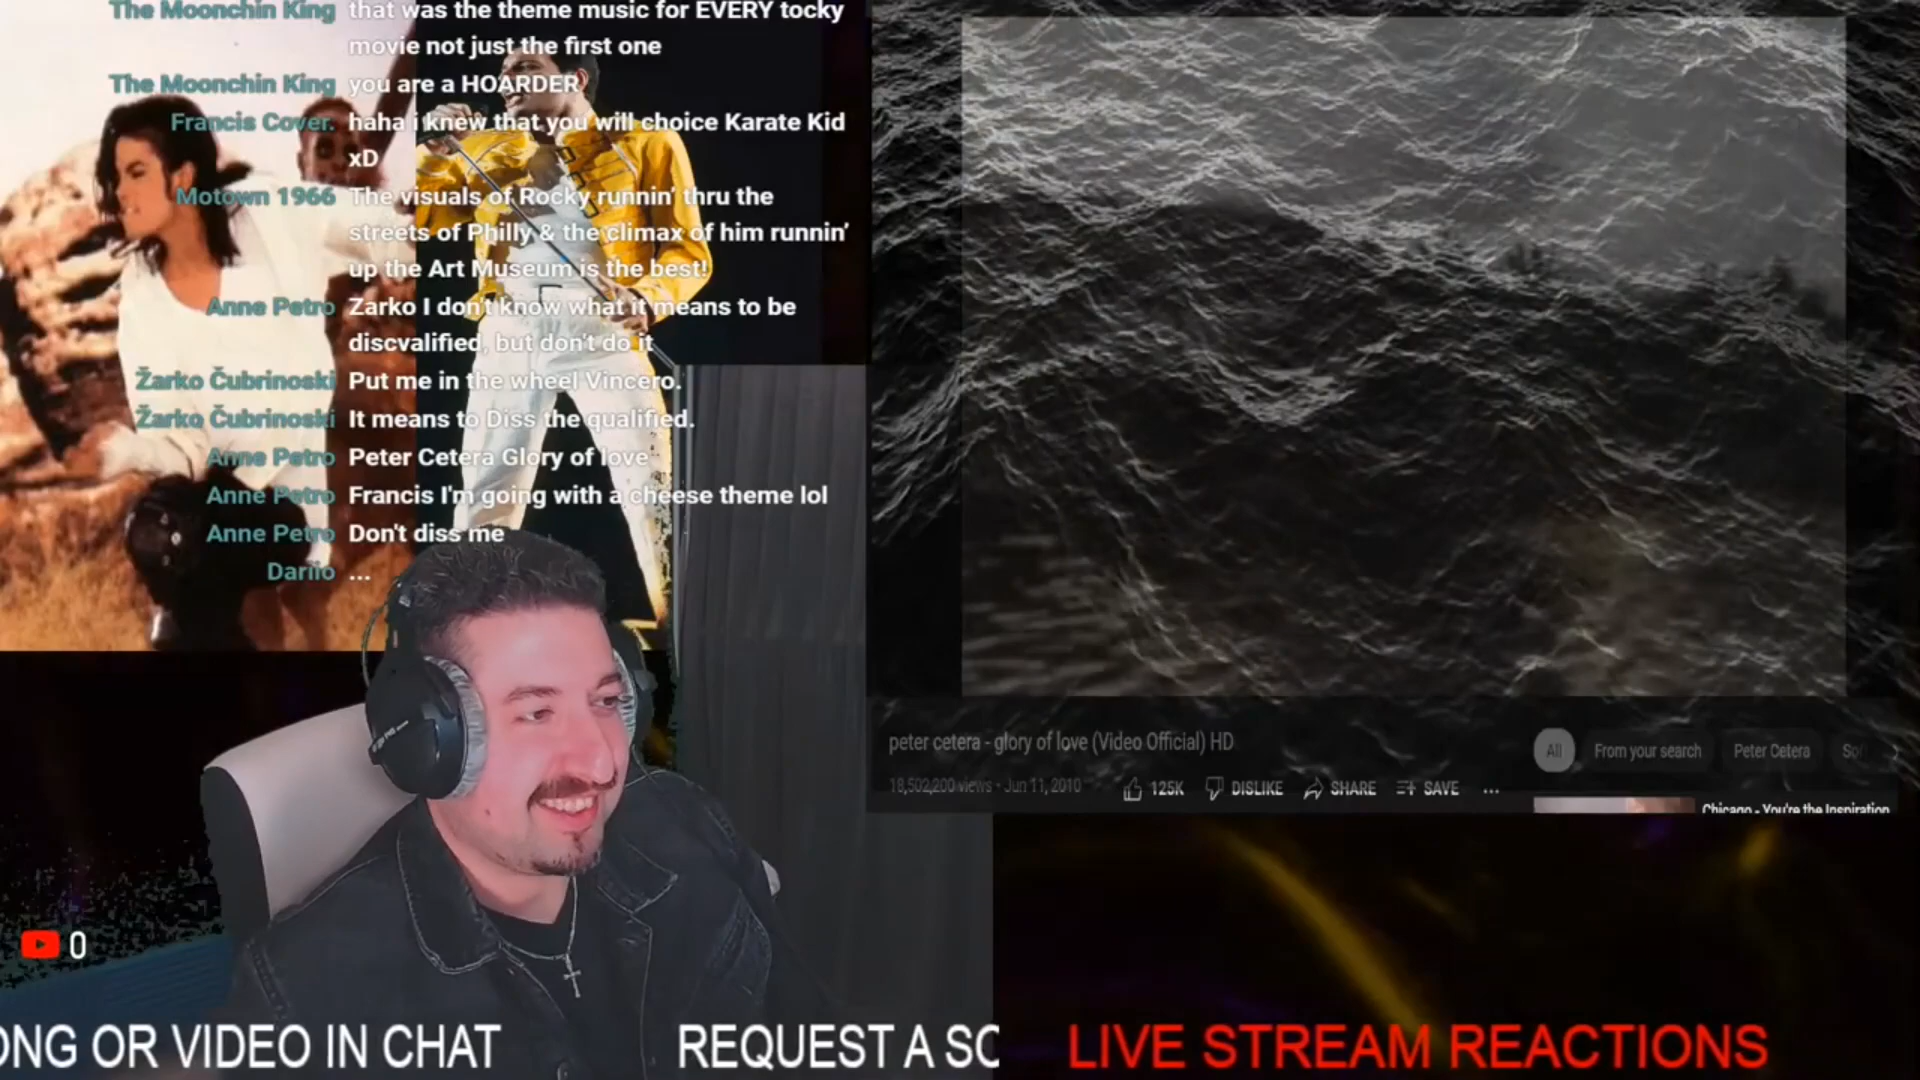 The Moonchin King that was the theme music for EVERY tocky
movie not just the first one
The Moonchin King you are a HOARDER
Francis Cover. haha i knew that you will choice Karate Kid
xD
Motown 1966 The visuals of Rocky runnin' thru the
streets of Philly & the climax of him runnin'
up the Art Museum is the best!
Anne Petro Zarko I don't know what it means to be
discvalified, but don't do it
Žarko Čubrinoski Put me in the wheel Vincero.
Žarko Čubrinoski It means to Diss the qualified.
Anne Petro Peter Cetera Glory of love
Anne Petro Francis I'm going with a cheese theme lol
Anne Petro Don't diss me
Dariio ...
peter cetera - glory of love (Video Official) HD
18,502,200 views · Jun 11, 2010
125K DISLIKE SHARE SAVE ...
All From your search Peter Cetera Sof
Chicago - You're the Inspiration
0
ONG OR VIDEO IN CHAT REQUEST A SO
LIVE STREAM REACTIONS